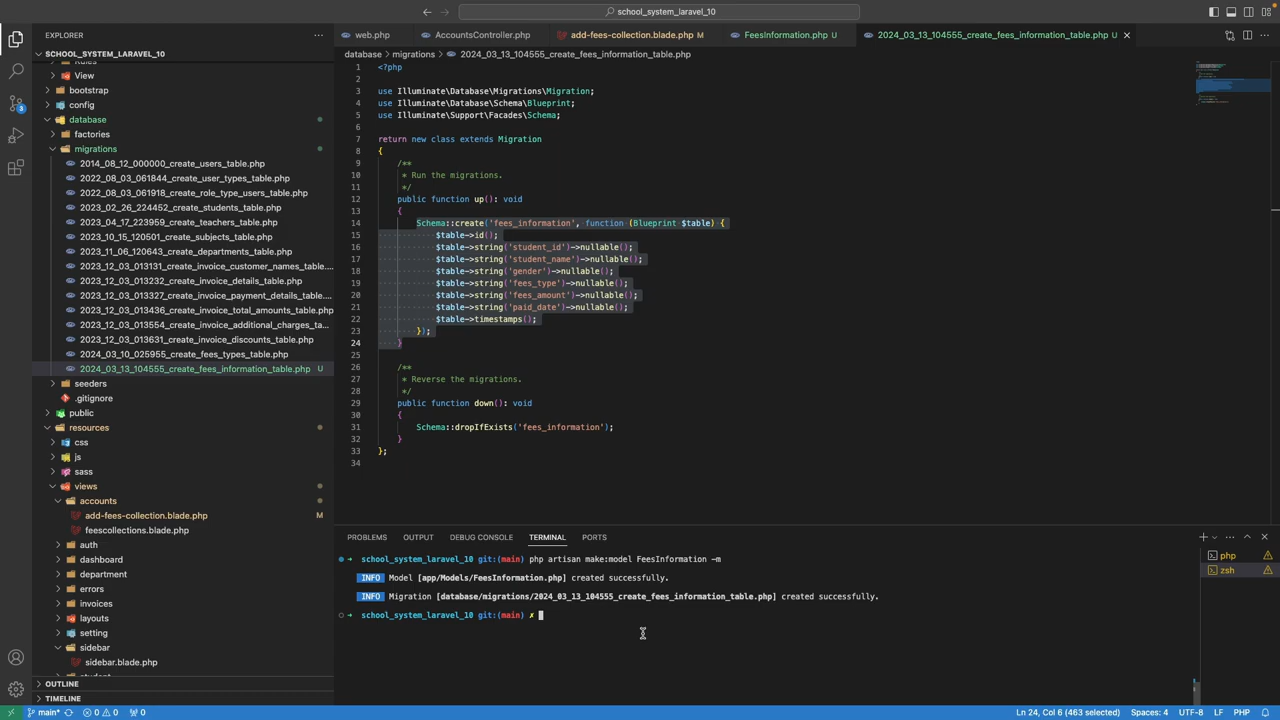 school_system_laravel_10
EXPLORER
SCHOOL_SYSTEM_LARAVEL_10
View
bootstrap
config
database
factories
migrations
2014_08_12_000000_create_users_table.php
2022_08_03_061844_create_user_types_table.php
2022_08_03_061918_create_role_type_users_table.php
2023_02_26_224452_create_students_table.php
2023_04_17_223959_create_teachers_table.php
2023_10_15_120501_create_subjects_table.php
2023_11_06_120643_create_departments_table.php
2023_12_03_013131_create_invoice_customer_names_table....
2023_12_03_013232_create_invoice_details_table.php
2023_12_03_013327_create_invoice_payment_details_table....
2023_12_03_013436_create_invoice_total_amounts_table.php
2023_12_03_013554_create_invoice_additional_charges_ta...
2023_12_03_013631_create_invoice_discounts_table.php
2024_03_10_025955_create_fees_types_table.php
2024_03_13_104555_create_fees_information_table.php U
seeders
.gitignore
public
resources
css
js
sass
views
accounts
add-fees-collection.blade.php M
feescollections.blade.php
auth
dashboard
department
errors
invoices
layouts
setting
sidebar
sidebar.blade.php
OUTLINE
TIMELINE
web.php AccountsController.php add-fees-collection.blade.php M FeesInformation.php U 2024_03_13_104555_create_fees_information_table.php U
database > migrations > 2024_03_13_104555_create_fees_information_table.php
1 <?php
2
3 use Illuminate\Database\Migrations\Migration;
4 use Illuminate\Database\Schema\Blueprint;
5 use Illuminate\Support\Facades\Schema;
6
7 return new class extends Migration
8 {
9 /**
10 * Run the migrations.
11 */
12 public function up(): void
13 {
14 Schema::create('fees_information', function (Blueprint $table) {
15 $table->id();
16 $table->string('student_id')->nullable();
17 $table->string('student_name')->nullable();
18 $table->string('gender')->nullable();
19 $table->string('fees_type')->nullable();
20 $table->string('fees_amount')->nullable();
21 $table->string('paid_date')->nullable();
22 $table->timestamps();
23 });
24 }
25
26 /**
27 * Reverse the migrations.
28 */
29 public function down(): void
30 {
31 Schema::dropIfExists('fees_information');
32 }
33 };
34
PROBLEMS OUTPUT DEBUG CONSOLE TERMINAL PORTS
school_system_laravel_10 git:(main) php artisan make:model FeesInformation -m
INFO Model [app/Models/FeesInformation.php] created successfully.
INFO Migration [database/migrations/2024_03_13_104555_create_fees_information_table.php] created successfully.
school_system_laravel_10 git:(main) ✗
php
zsh
3
main* 0 0 0
Ln 24, Col 6 (463 selected) Spaces: 4 UTF-8 LF PHP